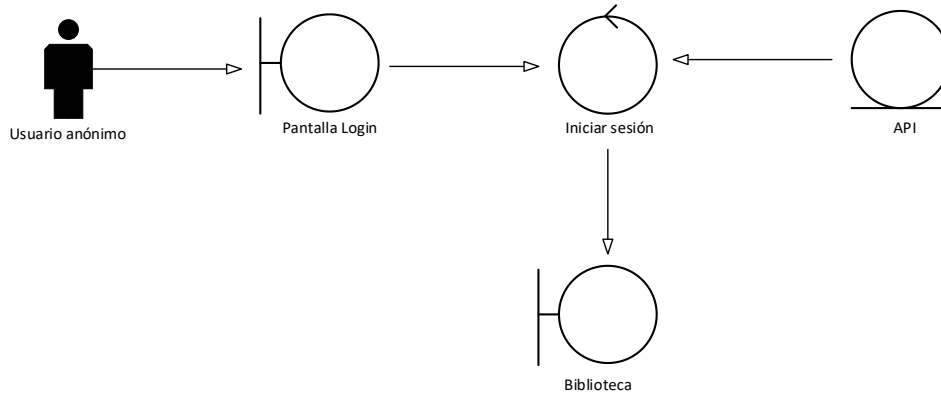 Usuario anónimo
Pantalla Login
Iniciar sesión
API
Biblioteca